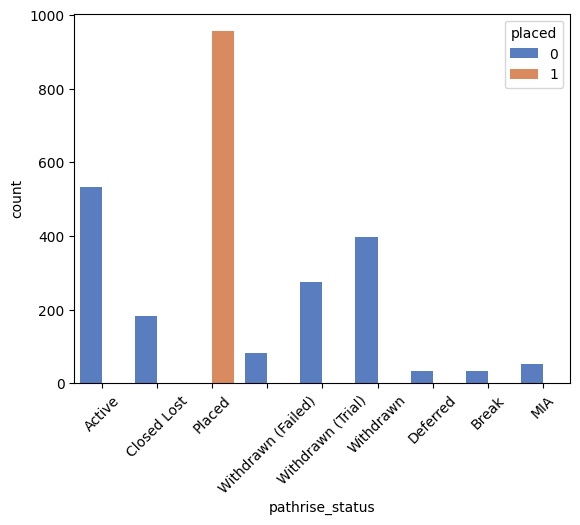 1000
800
600
400
200
0
count
placed
0
1
Active
Closed Lost
Placed
Withdrawn (Failed)
Withdrawn (Trial)
Withdrawn
Deferred
Break
MIA
pathrise_status